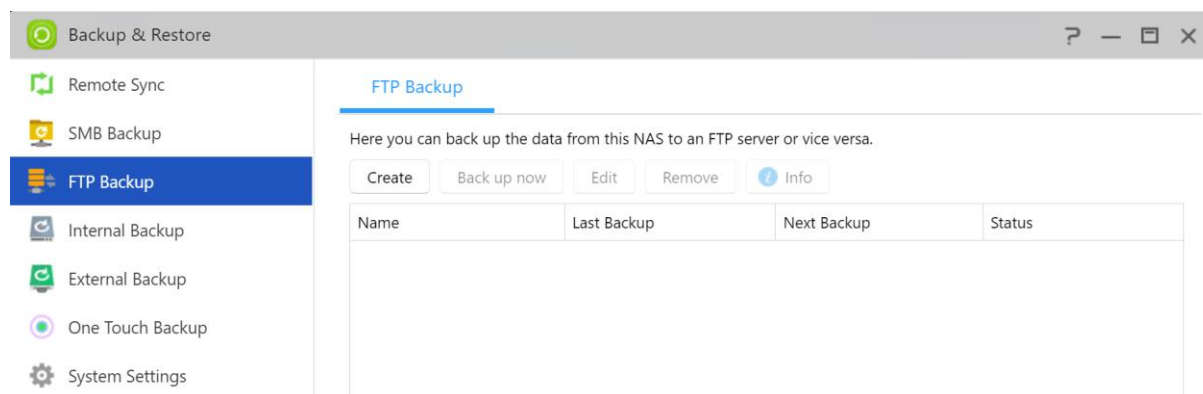 Backup & Restore
Remote Sync
SMB Backup
FTP Backup
Internal Backup
External Backup
One Touch Backup
System Settings
FTP Backup
Here you can back up the data from this NAS to an FTP server or vice versa.
Create Back up now Edit Remove Info
Name Last Backup Next Backup Status